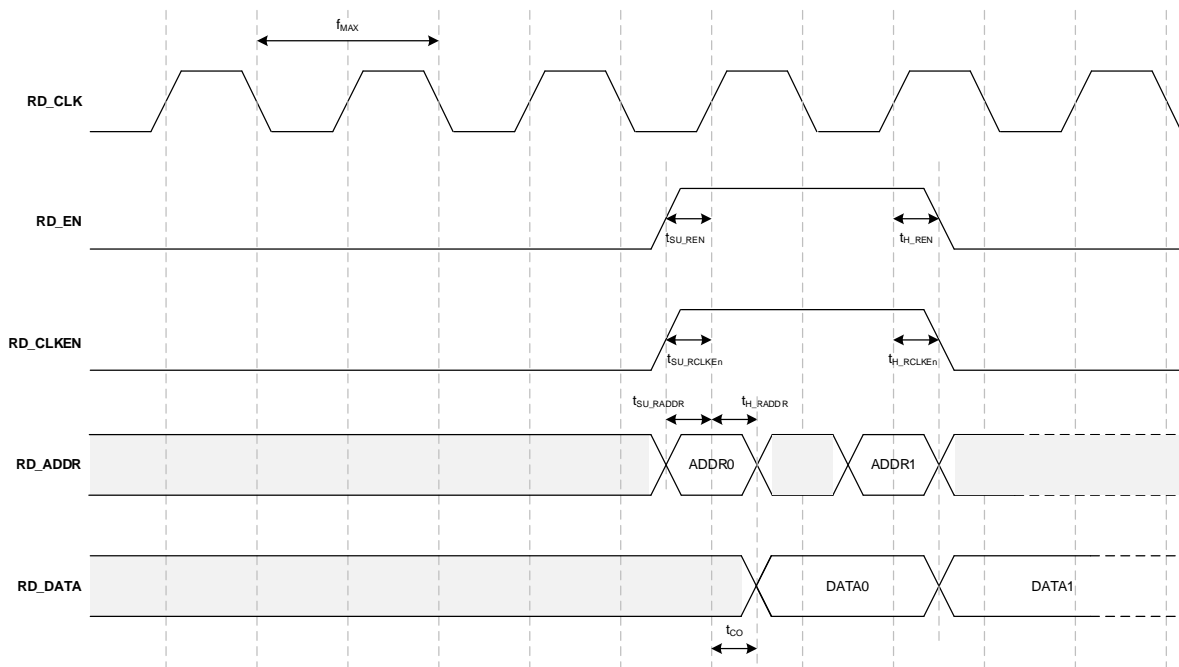 fMAX
RD_CLK
RD_EN
tSU_REN
tH_REN
RD_CLKEN
tSU_RCLKEn
tH_RCLKEn
tSU_RADDR
tH_RADDR
RD_ADDR
ADDR0
ADDR1
RD_DATA
DATA0
DATA1
tCO